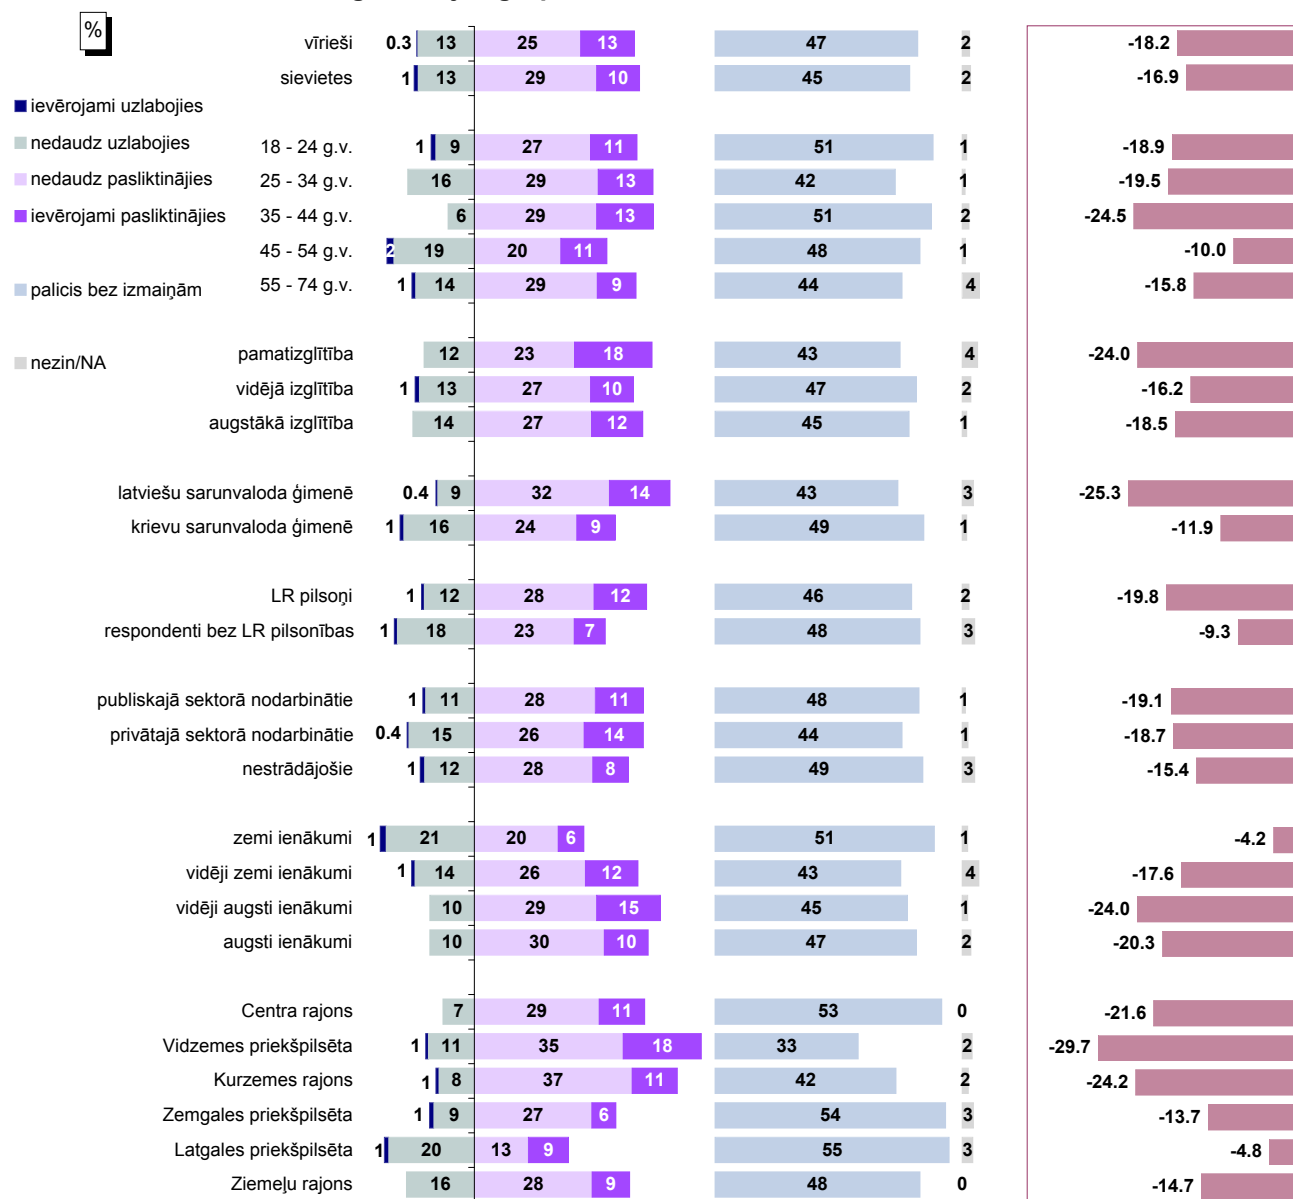 %
vīrieši 0.3 13 25 13 47 2 -18.2
sievietes 1 13 29 10 45 2 -16.9
ievērojami uzlabojies
nedaudz uzlabojies
nedaudz pasliktinājies
ievērojami pasliktinājies
palicis bez izmaiņām
nezin/NA
18 - 24 g.v. 1 9 27 11 51 1 -18.9
25 - 34 g.v. 16 29 13 42 1 -19.5
35 - 44 g.v. 6 29 13 51 2 -24.5
45 - 54 g.v. 2 19 20 11 48 1 -10.0
55 - 74 g.v. 1 14 29 9 44 4 -15.8
pamatizglītība 12 23 18 43 4 -24.0
vidējā izglītība 1 13 27 10 47 2 -16.2
augstākā izglītība 14 27 12 45 1 -18.5
latviešu sarunvaloda ģimenē 0.4 9 32 14 43 3 -25.3
krievu sarunvaloda ģimenē 1 16 24 9 49 1 -11.9
LR pilsoņi 1 12 28 12 46 2 -19.8
respondenti bez LR pilsonības 1 18 23 7 48 3 -9.3
publiskajā sektorā nodarbinātie 1 11 28 11 48 1 -19.1
privātajā sektorā nodarbinātie 0.4 15 26 14 44 1 -18.7
nestrādājošie 1 12 28 8 49 3 -15.4
zemi ienākumi 1 21 20 6 51 1 -4.2
vidēji zemi ienākumi 1 14 26 12 43 4 -17.6
vidēji augsti ienākumi 10 29 15 45 1 -24.0
augsti ienākumi 10 30 10 47 2 -20.3
Centra rajons 7 29 11 53 0 -21.6
Vidzemes priekšpilsēta 1 11 35 18 33 2 -29.7
Kurzemes rajons 1 8 37 11 42 2 -24.2
Zemgales priekšpilsēta 1 9 27 6 54 3 -13.7
Latgales priekšpilsēta 1 20 13 9 55 3 -4.8
Ziemeļu rajons 16 28 9 48 0 -14.7